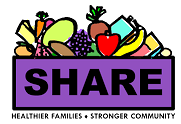 SHARE
HEALTHIER FAMILIES • STRONGER COMMUNITY